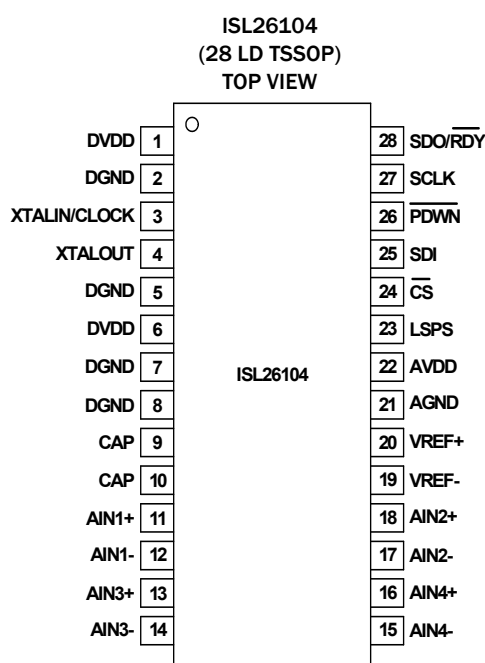 ISL26104
(28 LD TSSOP)
TOP VIEW
DVDD 1
DGND 2
XTALIN/CLOCK 3
XTALOUT 4
DGND 5
DVDD 6
DGND 7
DGND 8
CAP 9
CAP 10
AIN1+ 11
AIN1- 12
AIN3+ 13
AIN3- 14
ISL26104
28 SDO/RDY
27 SCLK
26 PDWN
25 SDI
24 CS
23 LSPS
22 AVDD
21 AGND
20 VREF+
19 VREF-
18 AIN2+
17 AIN2-
16 AIN4+
15 AIN4-